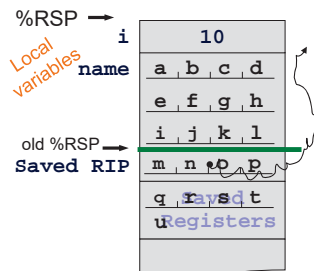 %RSP
i 10
Local variables
name a b c d
e f g h
i j k l
old %RSP
Saved RIP m n o p
q r s t
Saved
u Registers